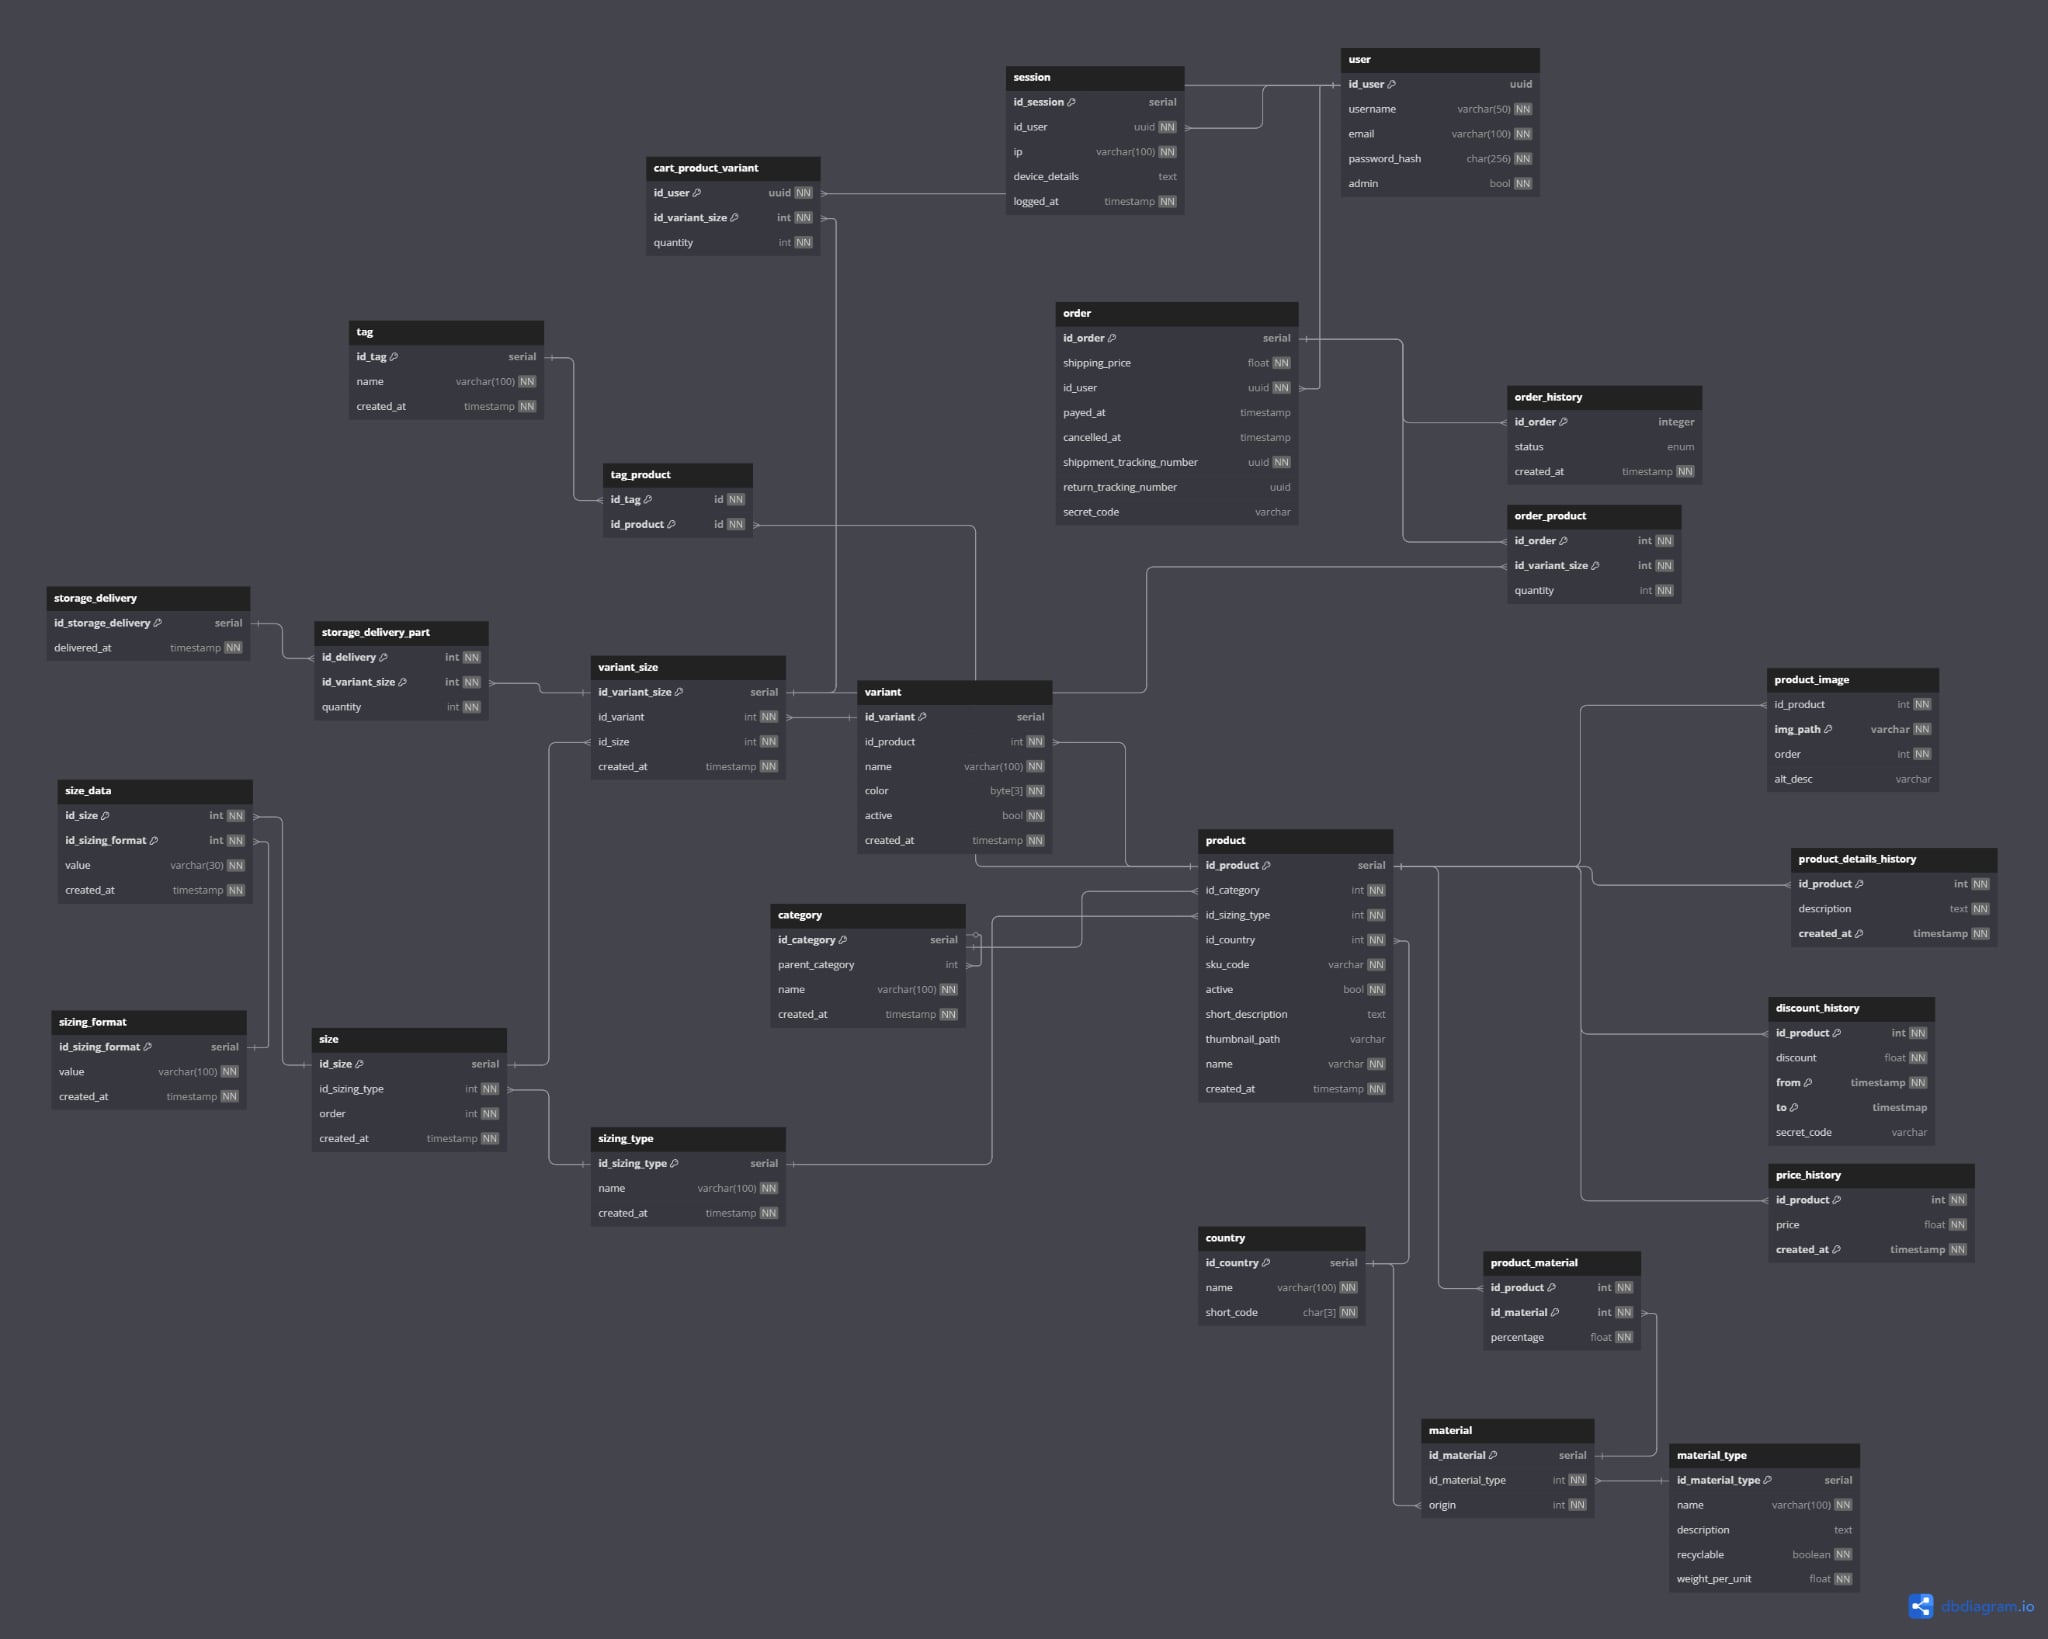 user
id_user uuid
username varchar(50) NN
email varchar(100) NN
password_hash char(256) NN
admin bool NN
session
id_session serial
id_user uuid NN
ip varchar(100) NN
device_details text
logged_at timestamp NN
cart_product_variant
id_user uuid NN
id_variant_size int NN
quantity int NN
order
id_order serial
shipping_price float NN
id_user uuid NN
payed_at timestamp
cancelled_at timestamp
shippment_tracking_number uuid NN
return_tracking_number uuid
secret_code varchar
tag
id_tag serial
name varchar(100) NN
created_at timestamp NN
order_history
id_order integer
status enum
created_at timestamp NN
tag_product
id_tag id NN
id_product id NN
order_product
id_order int NN
id_variant_size int NN
quantity int NN
storage_delivery
id_storage_delivery serial
delivered_at timestamp NN
storage_delivery_part
id_delivery int NN
id_variant_size int NN
quantity int NN
variant_size
id_variant_size serial
id_variant int NN
id_size int NN
created_at timestamp NN
variant
id_variant serial
id_product int NN
name varchar(100) NN
color byte[3] NN
active bool NN
created_at timestamp NN
product_image
id_product int NN
img_path varchar NN
order int NN
alt_desc varchar
size_data
id_size int NN
id_sizing_format int NN
value varchar(30) NN
created_at timestamp NN
product
id_product serial
id_category int NN
id_sizing_type int NN
id_country int NN
sku_code varchar NN
active bool NN
short_description text
thumbnail_path varchar
name varchar NN
created_at timestamp NN
product_details_history
id_product int NN
description text NN
created_at timestamp NN
category
id_category serial
parent_category int
name varchar(100) NN
created_at timestamp NN
discount_history
id_product int NN
discount float NN
from timestamp NN
to timestmap
secret_code varchar
sizing_format
id_sizing_format serial
value varchar(100) NN
created_at timestamp NN
size
id_size serial
id_sizing_type int NN
order int NN
created_at timestamp NN
sizing_type
id_sizing_type serial
name varchar(100) NN
created_at timestamp NN
price_history
id_product int NN
price float NN
created_at timestamp NN
country
id_country serial
name varchar(100) NN
short_code char[3] NN
product_material
id_product int NN
id_material int NN
percentage float NN
material
id_material serial
id_material_type int NN
origin int NN
material_type
id_material_type serial
name varchar(100) NN
description text
recyclable boolean NN
weight_per_unit float NN
dbdiagram.io